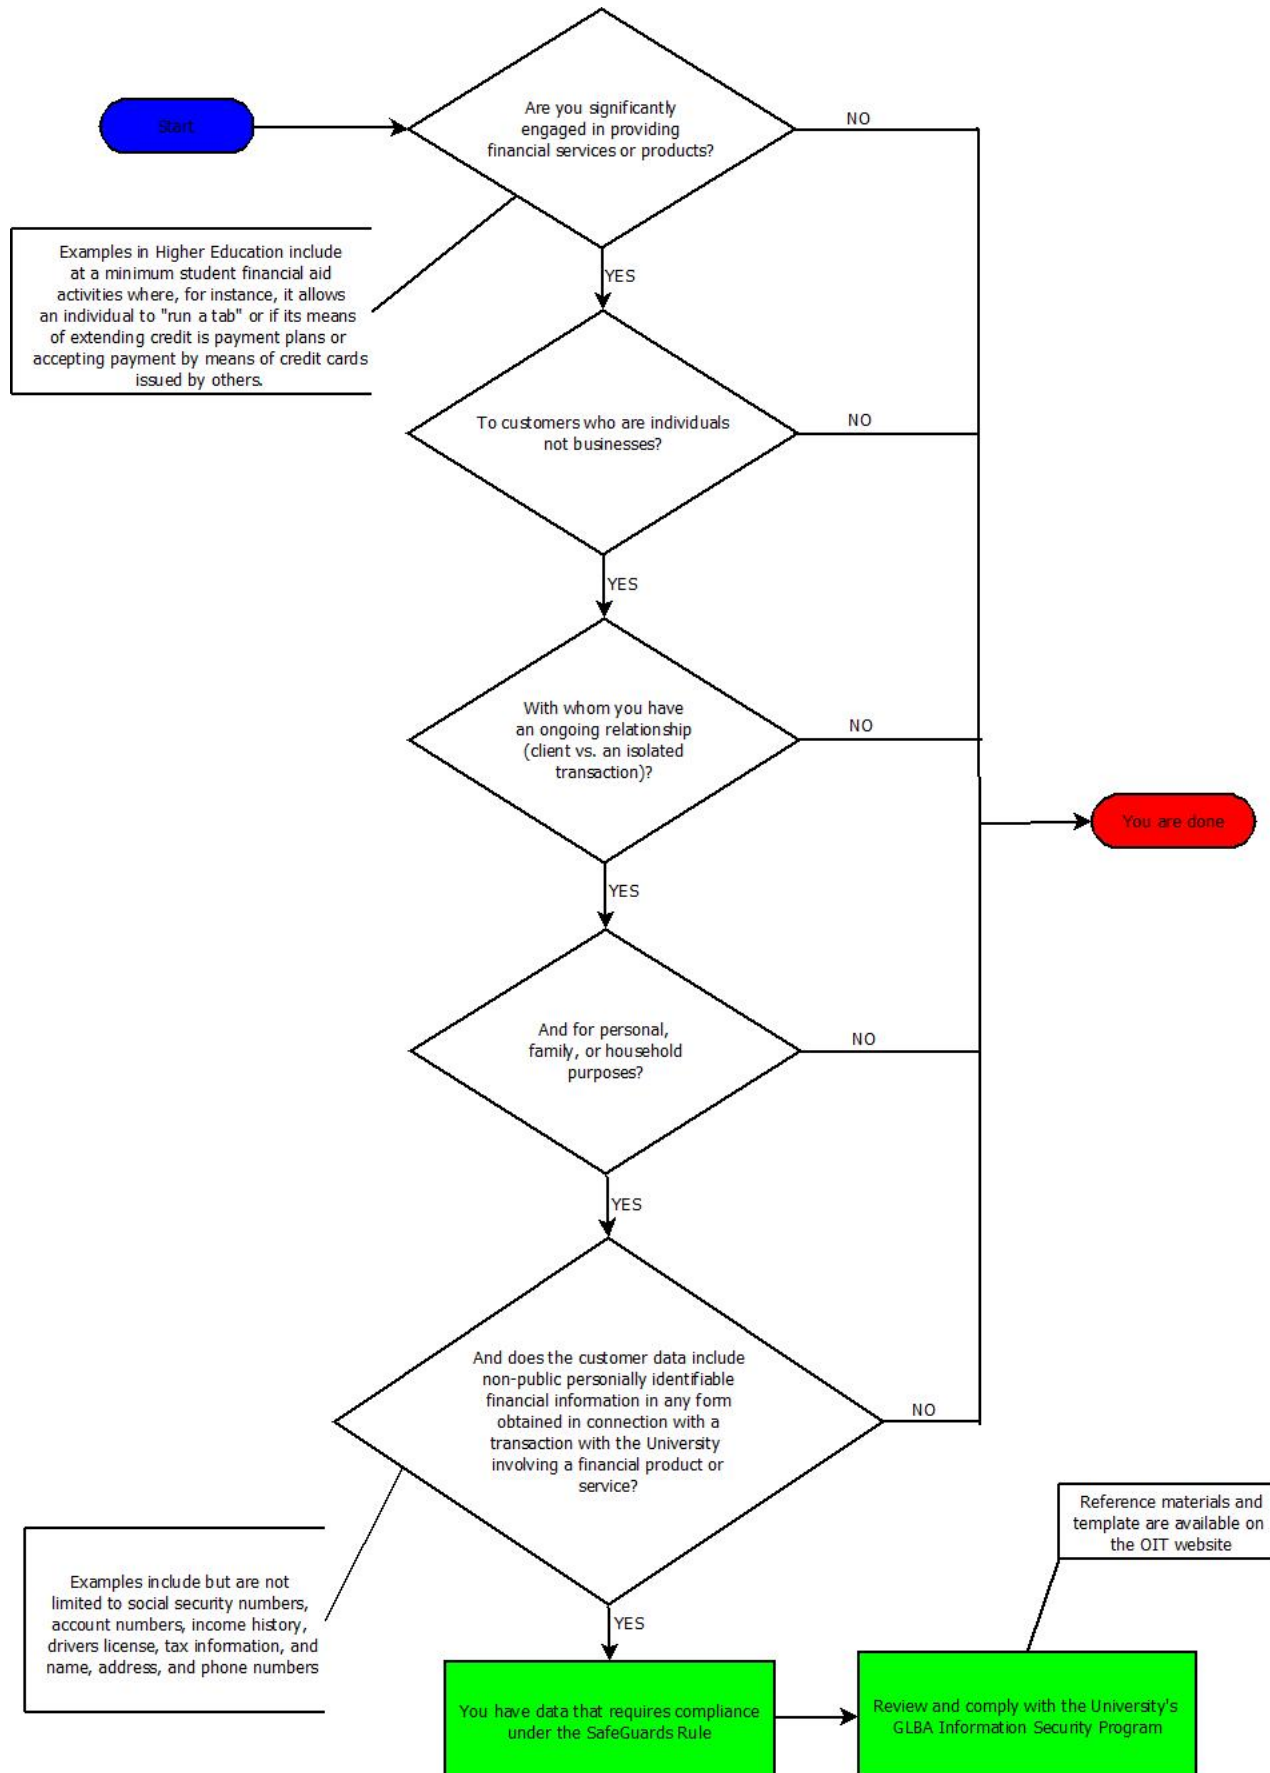 Start
Are you significantly
engaged in providing
financial services or products?
NO
Examples in Higher Education include
at a minimum student financial aid
activities where, for instance, it allows
an individual to "run a tab" or if its means
of extending credit is payment plans or
accepting payment by means of credit cards
issued by others.
YES
To customers who are individuals
not businesses?
NO
YES
With whom you have
an ongoing relationship
(client vs. an isolated
transaction)?
NO
You are done
YES
And for personal,
family, or household
purposes?
NO
YES
And does the customer data include
non-public personally identifiable
financial information in any form
obtained in connection with a
transaction with the University
involving a financial product or
service?
NO
Examples include but are not
limited to social security numbers,
account numbers, income history,
drivers license, tax information, and
name, address, and phone numbers
Reference materials and
template are available on
the OIT website
YES
You have data that requires compliance
under the SafeGuards Rule
Review and comply with the University's
GLBA Information Security Program